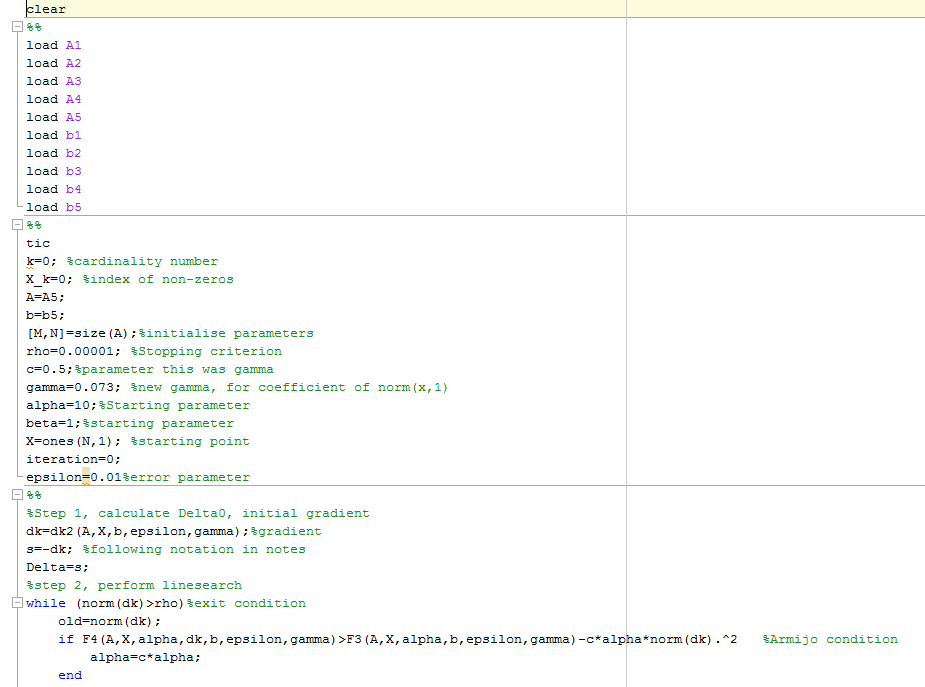 clear
%%
load A1
load A2
load A3
load A4
load A5
load b1
load b2
load b3
load b4
load b5
%%
tic
k=0; %cardinality number
X_k=0; %index of non-zeros
A=A5;
b=b5;
[M,N]=size(A);%initialise parameters
rho=0.00001; %Stopping criterion
c=0.5;%parameter this was gamma
gamma=0.073; %new gamma, for coefficient of norm(x,1)
alpha=10;%Starting parameter
beta=1;%starting parameter
X=ones(N,1); %starting point
iteration=0;
epsilon=0.01%error parameter
%%
%Step 1, calculate Delta0, initial gradient
dk=dk2(A,X,b,epsilon,gamma);%gradient
s=-dk; %following notation in notes
Delta=s;
%step 2, perform linesearch
while (norm(dk)>rho)%exit condition
    old=norm(dk);
    if F4(A,X,alpha,dk,b,epsilon,gamma)>F3(A,X,alpha,b,epsilon,gamma)-c*alpha*norm(dk).^2   %Armijo condition
        alpha=c*alpha;
    end